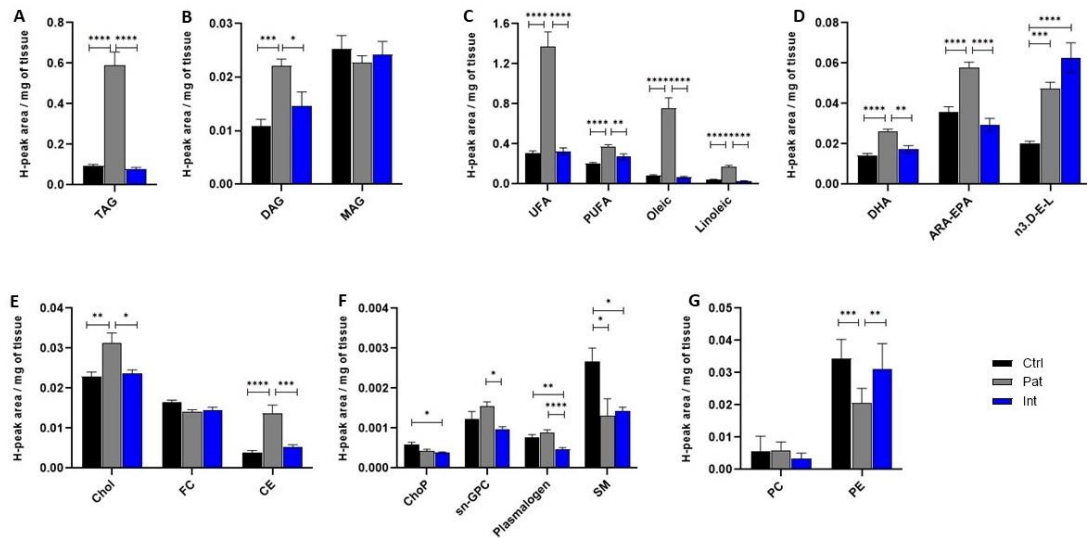 A
H-peak area / mg of tissue
0.8
0.6
0.4
0.2
0.0
**** ****
TAG
B
H-peak area / mg of tissue
0.03
0.02
0.01
0.00
*** *
DAG
MAG
C
H-peak area / mg of tissue
1.6
1.2
0.8
0.4
0.0
**** ****
**** **
**** ****
**** ****
UFA
PUFA
Oleic
Linoleic
D
H-peak area / mg of tissue
0.08
0.06
0.04
0.02
0.00
**** **
**** ****
****
***
DHA
ARA-EPA
n3.D-E-L
E
H-peak area / mg of tissue
0.04
0.03
0.02
0.01
0.00
** *
**** ***
Chol
FC
CE
F
H-peak area / mg of tissue
0.004
0.003
0.002
0.001
0.000
*
*
**
****
*
*
ChoP
sn-GPC
Plasmalogen
SM
G
H-peak area / mg of tissue
0.05
0.04
0.03
0.02
0.01
0.00
*** **
PC
PE
Ctrl
Pat
Int